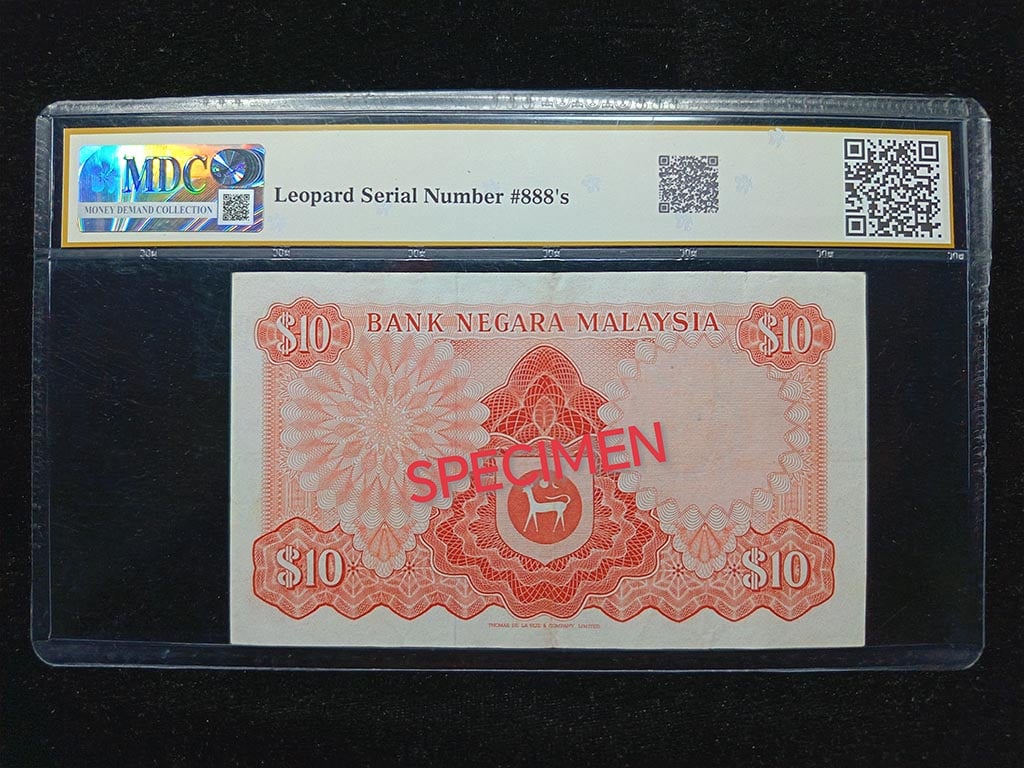 MDC
MONEY DEMAND COLLECTION
Leopard Serial Number #888's
$10 BANK NEGARA MALAYSIA $10
SPECIMEN
$10 $10
THOMAS DE LA RUE & COMPANY, LIMITED